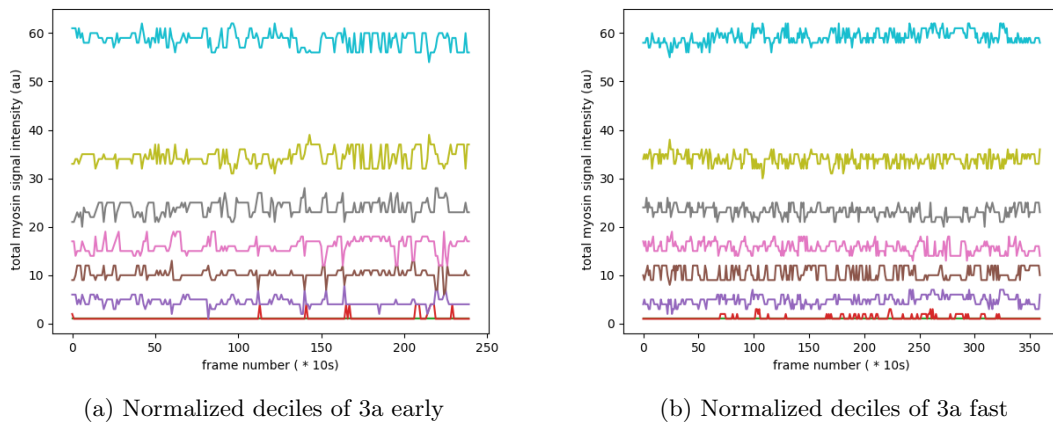 60
50
40
30
20
10
0
total myosin signal intensity (au)
0 50 100 150 200 250
frame number ( * 10s)
(a) Normalized deciles of 3a early
60
50
40
30
20
10
0
total myosin signal intensity (au)
0 50 100 150 200 250 300 350
frame number ( * 10s)
(b) Normalized deciles of 3a fast